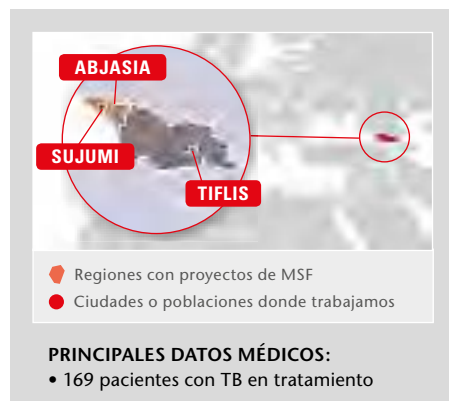 ABJASIA
SUJUMI
TIFLIS
Regiones con proyectos de MSF
Ciudades o poblaciones donde trabajamos
PRINCIPALES DATOS MÉDICOS:
• 169 pacientes con TB en tratamiento